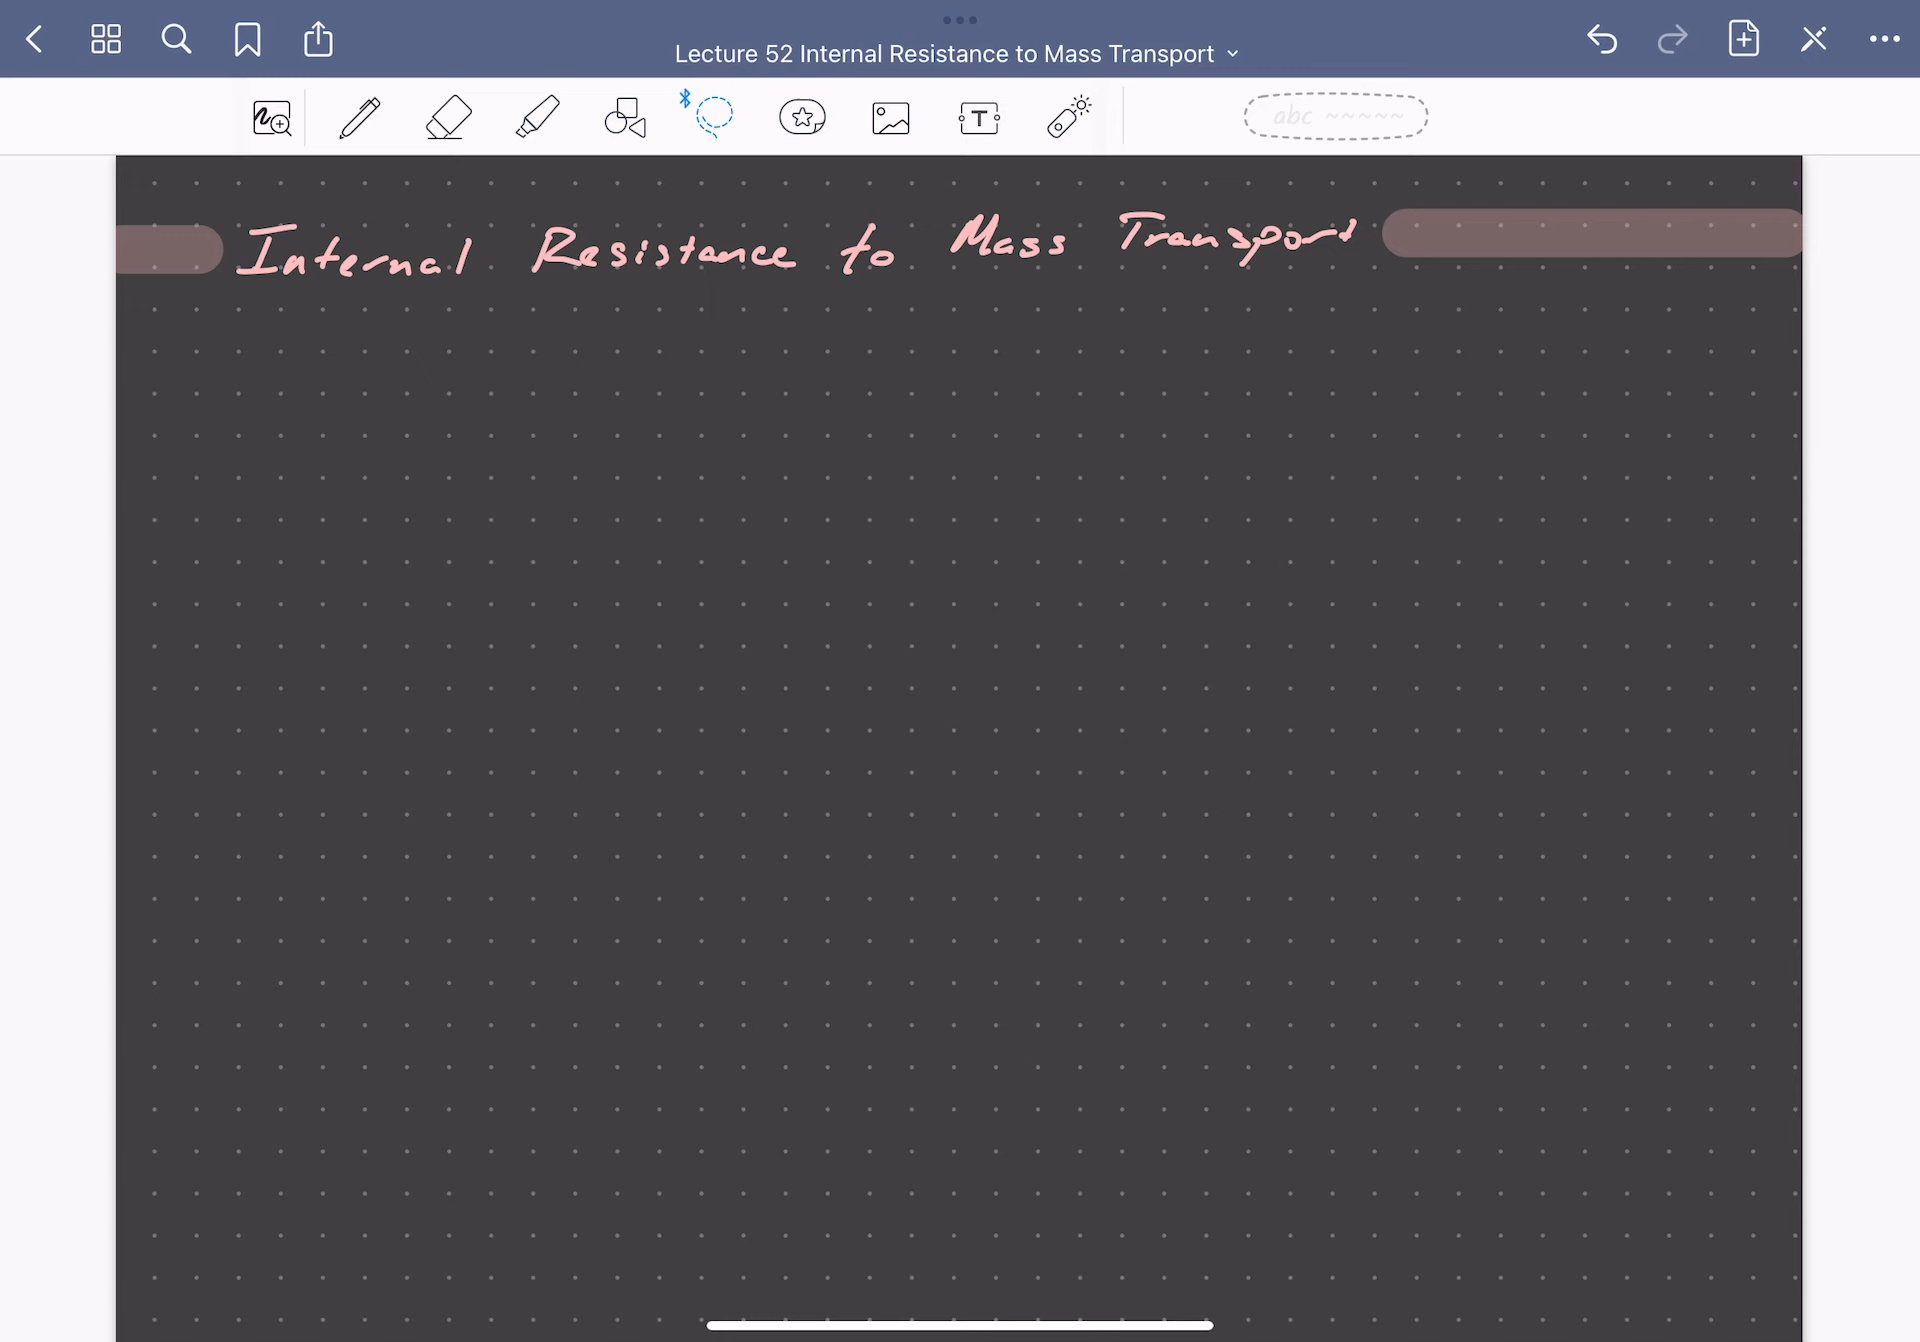 Lecture 52 Internal Resistance to Mass Transport
T
abc ~~~~~
Internal Resistance to Mass Transport